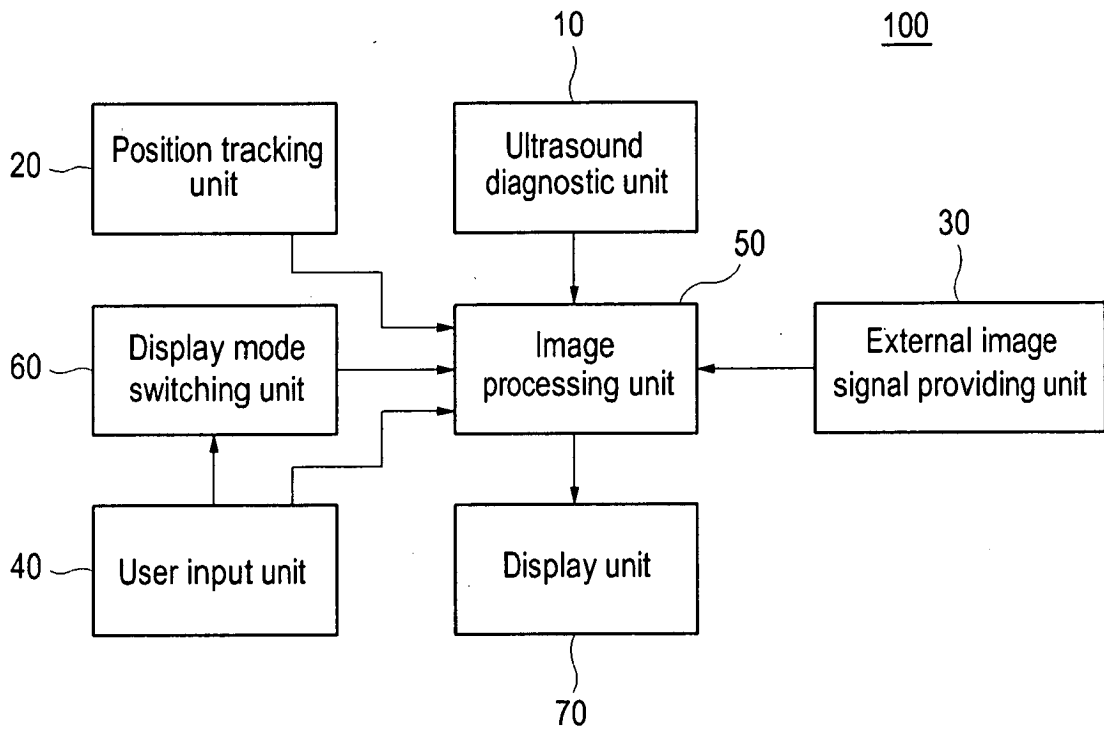 10
100
20
Position tracking
unit
Ultrasound
diagnostic unit
50
30
60
Display mode
switching unit
Image
processing unit
External image
signal providing unit
40
User input unit
Display unit
70